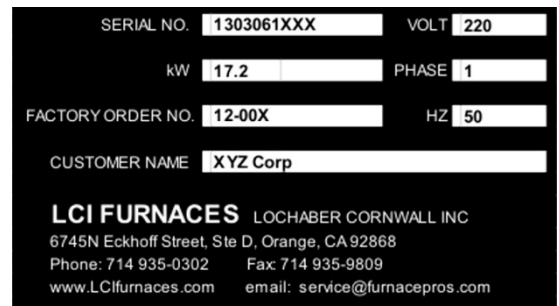 SERIAL NO. 1303061XXX VOLT 220
kW 17.2 PHASE 1
FACTORY ORDER NO. 12-00X HZ 50
CUSTOMER NAME XYZ Corp
LCI FURNACES LOCHABER CORNWALL INC
6745N Eckhoff Street, Ste D, Orange, CA 92868
Phone: 714 935-0302 Fax: 714 935-9809
www.LCIfurnaces.com email: service@furnacepros.com